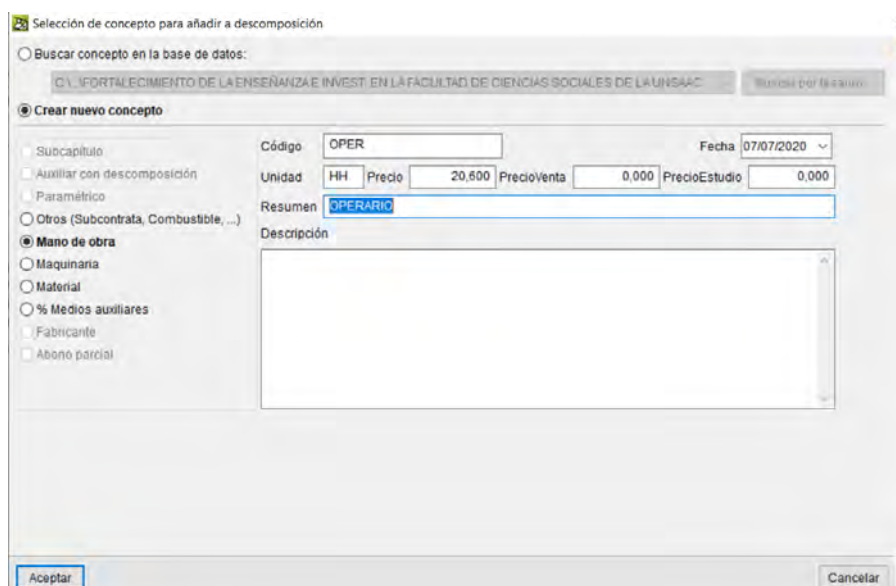 Selección de concepto para añadir a descomposición
Buscar concepto en la base de datos:
C:\..\FORTALECIMIENTO DE LA ENSEÑANZA E INVEST. EN LA FACULTAD DE CIENCIAS SOCIALES DE LA UNSAAC
Buscar por
Crear nuevo concepto
Subcapítulo
Auxiliar con descomposición
Paramétrico
Otros (Subcontrata, Combustible, ...)
Mano de obra
Maquinaria
Material
% Medios auxiliares
Fabricante
Abono parcial
Código OPER Fecha 07/07/2020
Unidad HH Precio 20,600 PrecioVenta 0,000 PrecioEstudio 0,000
Resumen OPERARIO
Descripción
Aceptar Cancelar